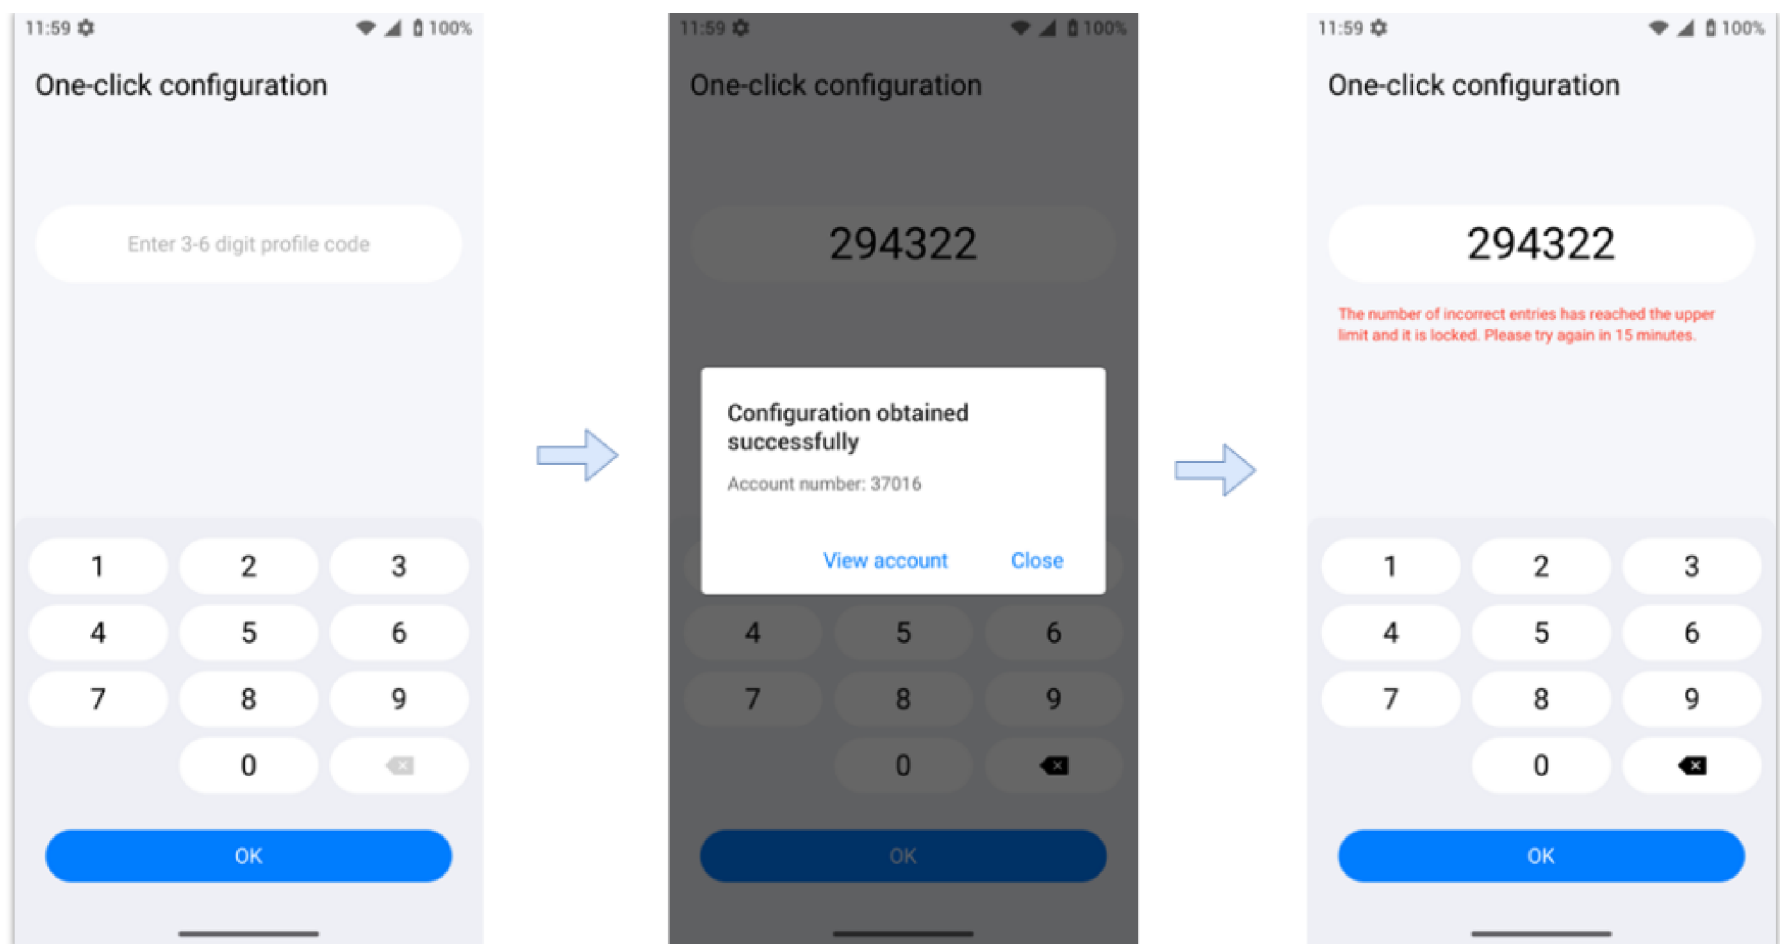 11:59
100%
One-click configuration
Enter 3-6 digit profile code
1 2 3
4 5 6
7 8 9
0
OK
11:59
100%
One-click configuration
294322
Configuration obtained
successfully
Account number: 37016
View account Close
4 5 6
7 8 9
0
OK
11:59
100%
One-click configuration
294322
The number of incorrect entries has reached the upper
limit and it is locked. Please try again in 15 minutes.
1 2 3
4 5 6
7 8 9
0
OK